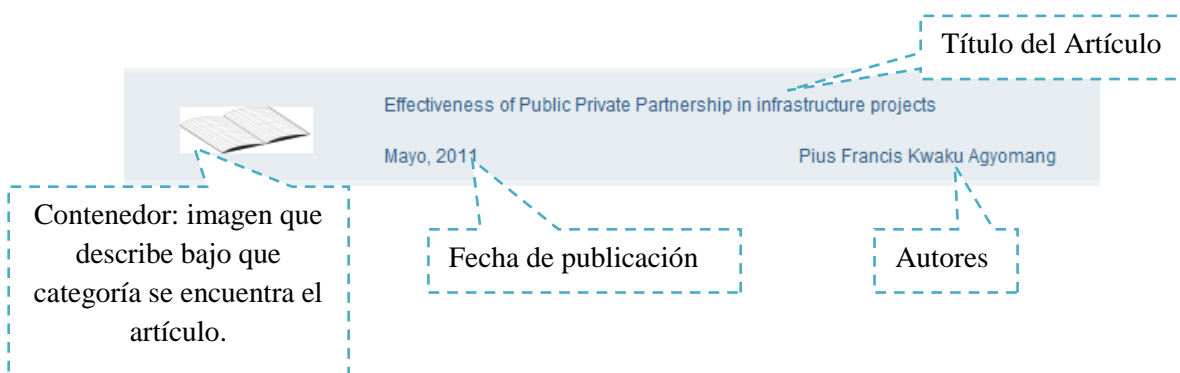 Título del Artículo
Effectiveness of Public Private Partnership in infrastructure projects
Mayo, 2011
Pius Francis Kwaku Agyomang
Contenedor: imagen que
describe bajo que
categoría se encuentra el
artículo.
Fecha de publicación
Autores